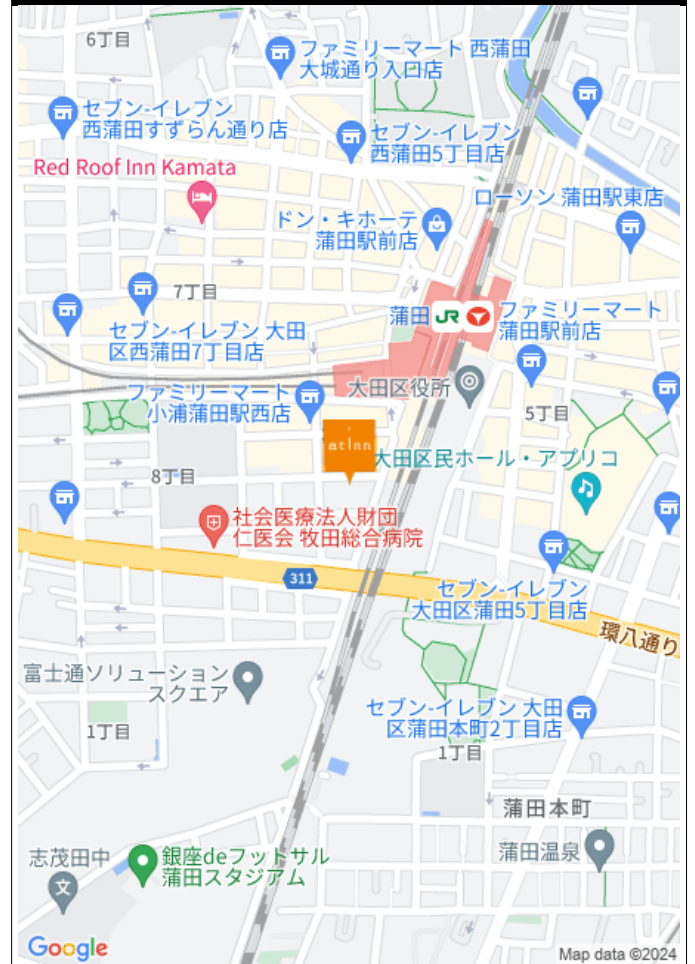 6丁目
ファミリーマート 西蒲田
大城通り入口店
セブン-イレブン
西蒲田すずらん通り店
セブン-イレブン
西蒲田5丁目店
Red Roof Inn Kamata
ローソン 蒲田駅東店
ドン・キホーテ
蒲田駅前店
7丁目
蒲田
JR
ファミリーマート
蒲田駅前店
セブン-イレブン 大田
区西蒲田7丁目店
大田区役所
ファミリーマート
小浦蒲田駅西店
5丁目
at inn
大田区民ホール・アプリコ
8丁目
社会医療法人財団
仁医会 牧田総合病院
311
セブン-イレブン
大田区蒲田5丁目店
環八通り
富士通ソリューション
スクエア
セブン-イレブン 大田
区蒲田本町2丁目店
1丁目
1丁目
蒲田本町
志茂田中
文
銀座deフットサル
蒲田スタジアム
蒲田温泉
Google
Map data ©2024